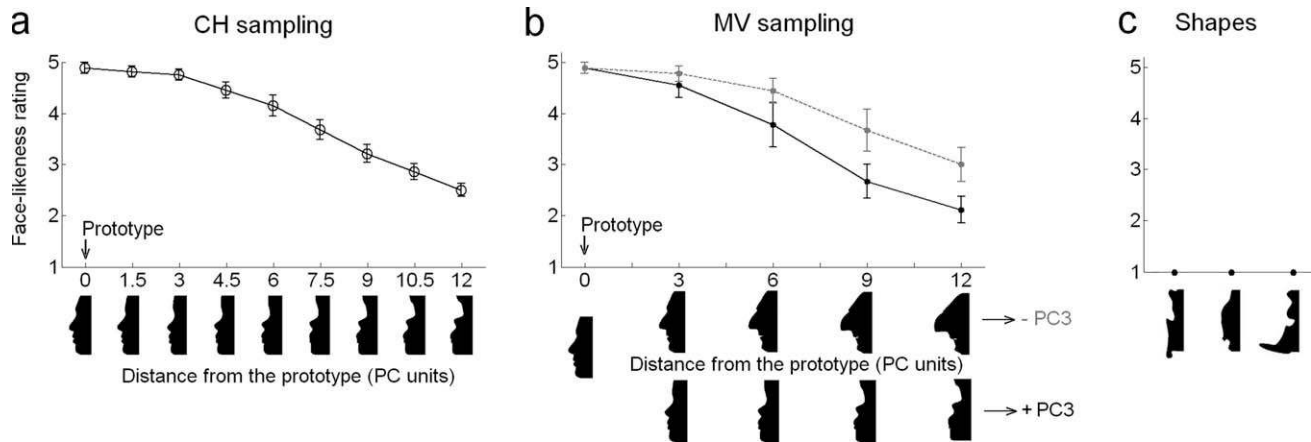 a CH sampling
Face-likeness rating
5
4
3
2
1
Prototype
0 1.5 3 4.5 6 7.5 9 10.5 12
Distance from the prototype (PC units)
b MV sampling
5
4
3
2
1
Prototype
0 3 6 9 12
- PC3
Distance from the prototype (PC units)
+ PC3
c Shapes
5
4
3
2
1